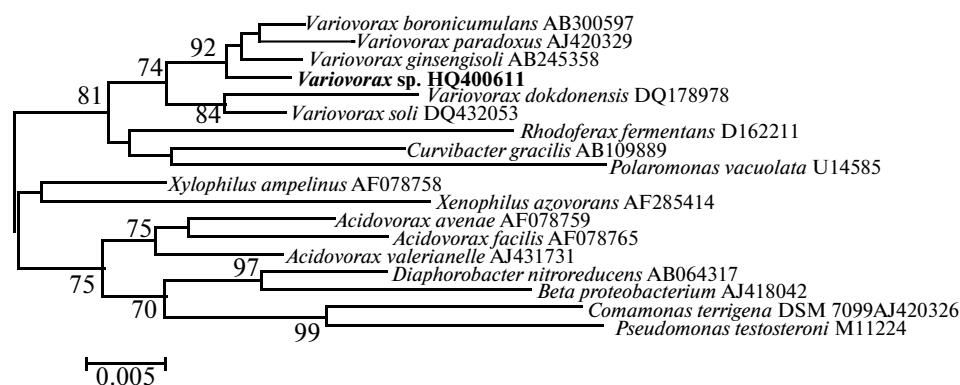 Variovorax boronicumulans AB300597
Variovorax paradoxus AJ420329
92
Variovorax ginsengisoli AB245358
74
Variovorax sp. HQ400611
81
Variovorax dokdonensis DQ178978
84
Variovorax soli DQ432053
Rhodoferax fermentans D162211
Curvibacter gracilis AB109889
Polaromonas vacuolata U14585
Xylophilus ampelinus AF078758
Xenophilus azovorans AF285414
Acidovorax avenae AF078759
75
Acidovorax facilis AF078765
Acidovorax valerianelle AJ431731
97
Diaphorobacter nitroreducens AB064317
75
Beta proteobacterium AJ418042
70
Comamonas terrigena DSM 7099AJ420326
99
Pseudomonas testosteroni M11224
0.005